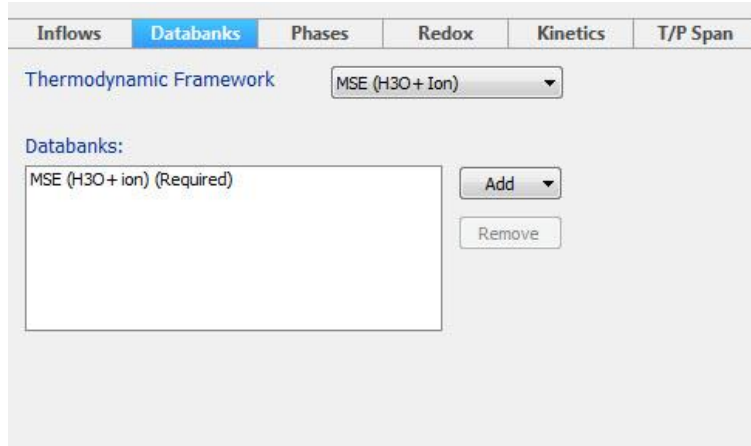 Inflows Databanks Phases Redox Kinetics T/P Span
Thermodynamic Framework MSE (H3O+ Ion)
Databanks:
MSE (H3O+ ion) (Required)
Add
Remove